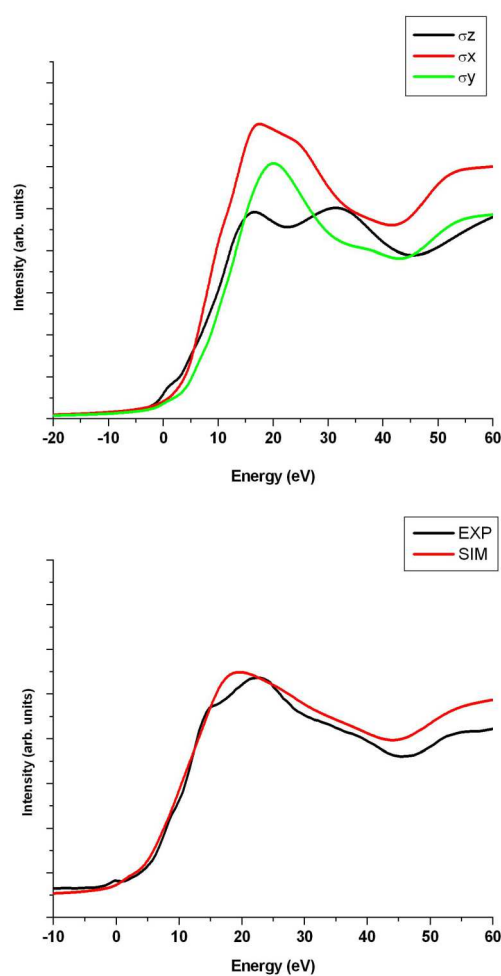 σz
σx
σy
Intensity (arb. units)
-20 -10 0 10 20 30 40 50 60
Energy (eV)
EXP
SIM
Intensity (arb. units)
-10 0 10 20 30 40 50 60
Energy (eV)